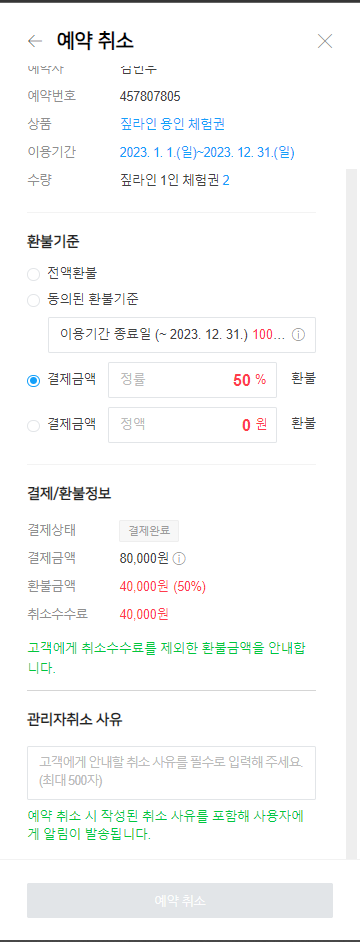 예약 취소
예약번호 457807805
상품 짚라인 용인 체험권
이용기간 2023. 1. 1.(일)~2023. 12. 31.(일)
수량 짚라인 1인 체험권 2
환불기준
전액환불
동의된 환불기준
이용기간 종료일 (~ 2023. 12. 31.) 100...
결제금액 정률 50 % 환불
결제금액 정액 0 원 환불
결제/환불정보
결제상태 결제완료
결제금액 80,000원
환불금액 40,000원 (50%)
취소수수료 40,000원
고객에게 취소수수료를 제외한 환불금액을 안내합
니다.
관리자취소 사유
고객에게 안내할 취소 사유를 필수로 입력해 주세요.
(최대 500자)
예약 취소 시 작성된 취소 사유를 포함해 사용자에
게 알림이 발송됩니다.
예약 취소